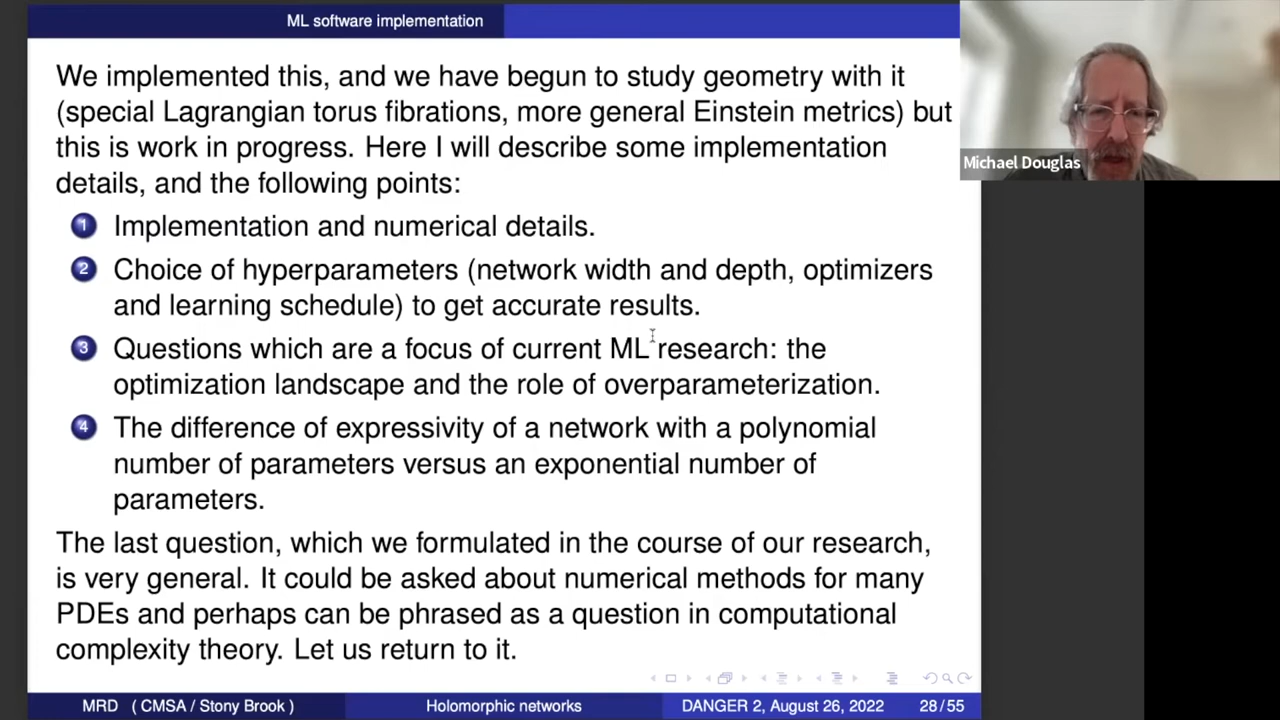 ML software implementation
We implemented this, and we have begun to study geometry with it
(special Lagrangian torus fibrations, more general Einstein metrics) but
this is work in progress. Here I will describe some implementation
details, and the following points:
1 Implementation and numerical details.
2 Choice of hyperparameters (network width and depth, optimizers
and learning schedule) to get accurate results.
3 Questions which are a focus of current ML research: the
optimization landscape and the role of overparameterization.
4 The difference of expressivity of a network with a polynomial
number of parameters versus an exponential number of
parameters.
The last question, which we formulated in the course of our research,
is very general. It could be asked about numerical methods for many
PDEs and perhaps can be phrased as a question in computational
complexity theory. Let us return to it.
MRD ( CMSA / Stony Brook ) Holomorphic networks DANGER 2, August 26, 2022 28 / 55
Michael Douglas